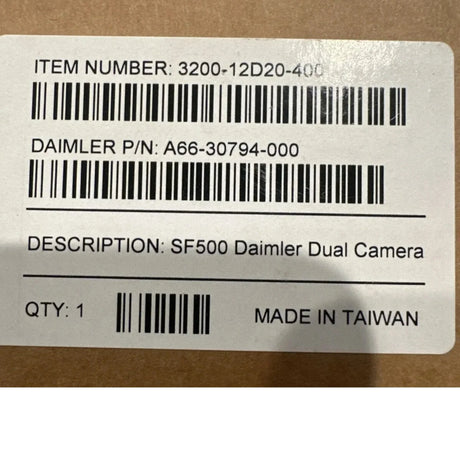 ITEM NUMBER: 3200-12D20-400
DAIMLER P/N: A66-30794-000
DESCRIPTION: SF500 Daimler Dual Camera
QTY: 1 MADE IN TAIWAN